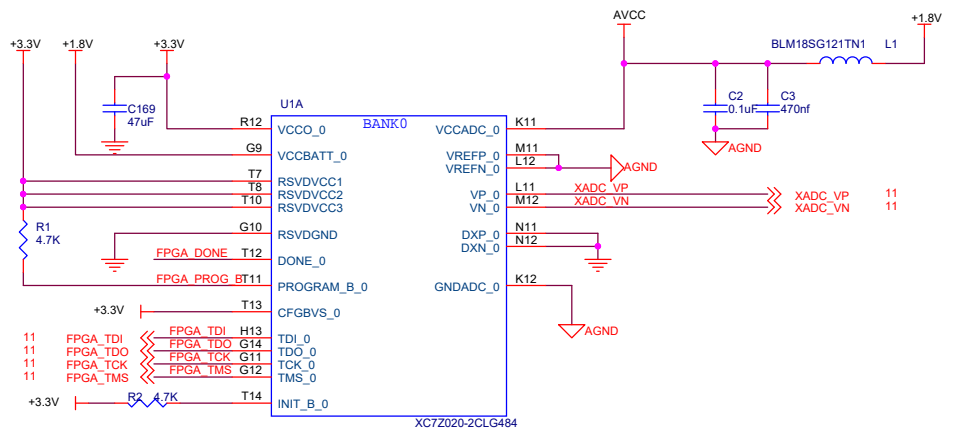 AVCC
+1.8V
+3.3V +1.8V +3.3V
BLM18SG121TN1 L1
C169
47uF
C2
0.1uF
C3
470nf
AGND
U1A
BANK0
R12 VCCO_0
G9 VCCBATT_0
T7 RSVDVCC1
T8 RSVDVCC2
T10 RSVDVCC3
G10 RSVDGND
FPGA_DONE T12 DONE_0
FPGA_PROG_B T11 PROGRAM_B_0
+3.3V T13 CFGBVS_0
11 FPGA_TDI FPGA_TDI H13 TDI_0
11 FPGA_TDO FPGA_TDO G14 TDO_0
11 FPGA_TCK FPGA_TCK G11 TCK_0
11 FPGA_TMS FPGA_TMS G12 TMS_0
+3.3V R2 4.7K T14 INIT_B_0
R1
4.7K
VCCADC_0 K11
VREFP_0 M11
VREFN_0 L12
AGND
VP_0 L11 XADC_VP XADC_VP 11
VN_0 M12 XADC_VN XADC_VN 11
DXP_0 N11
DXN_0 N12
GNDADC_0 K12
AGND
XC7Z020-2CLG484